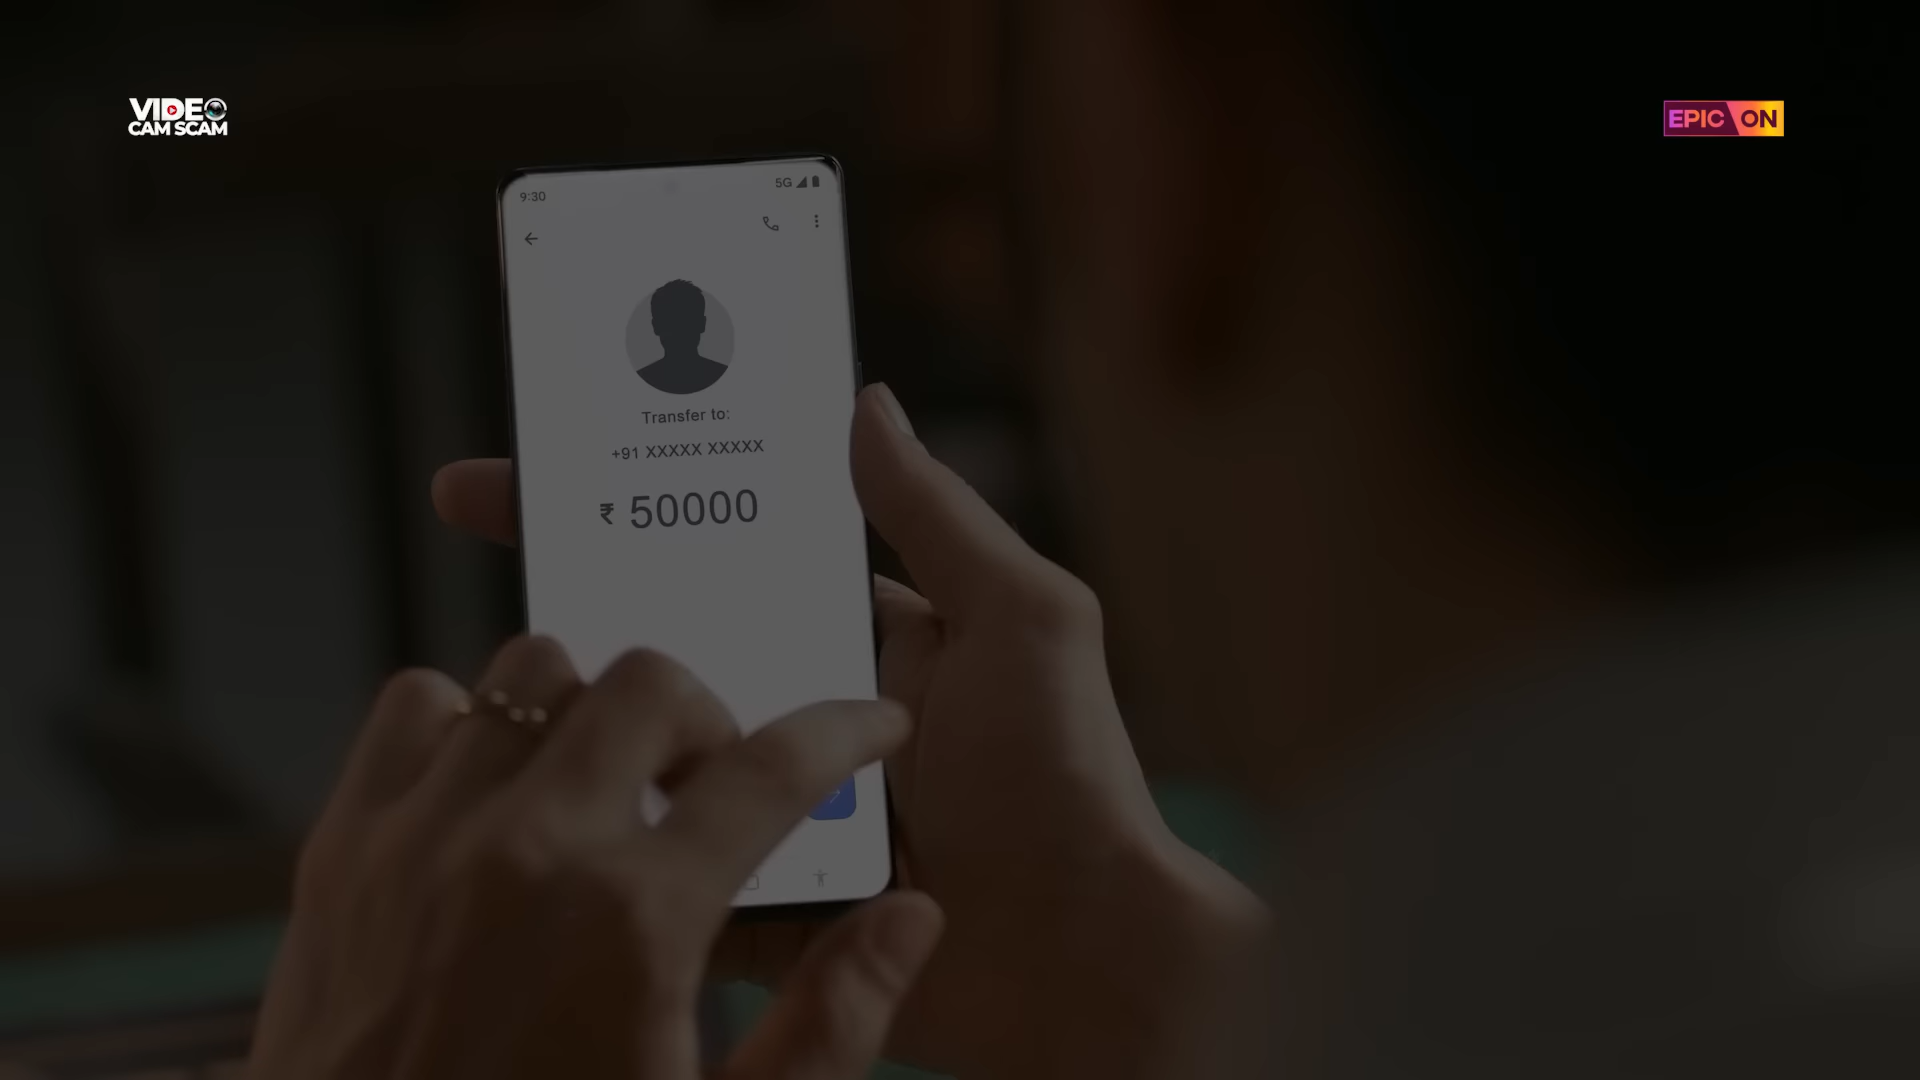 VIDEO
CAM SCAM
EPIC ON
9:30
5G
Transfer to:
+91 XXXXX XXXXX
₹ 50000